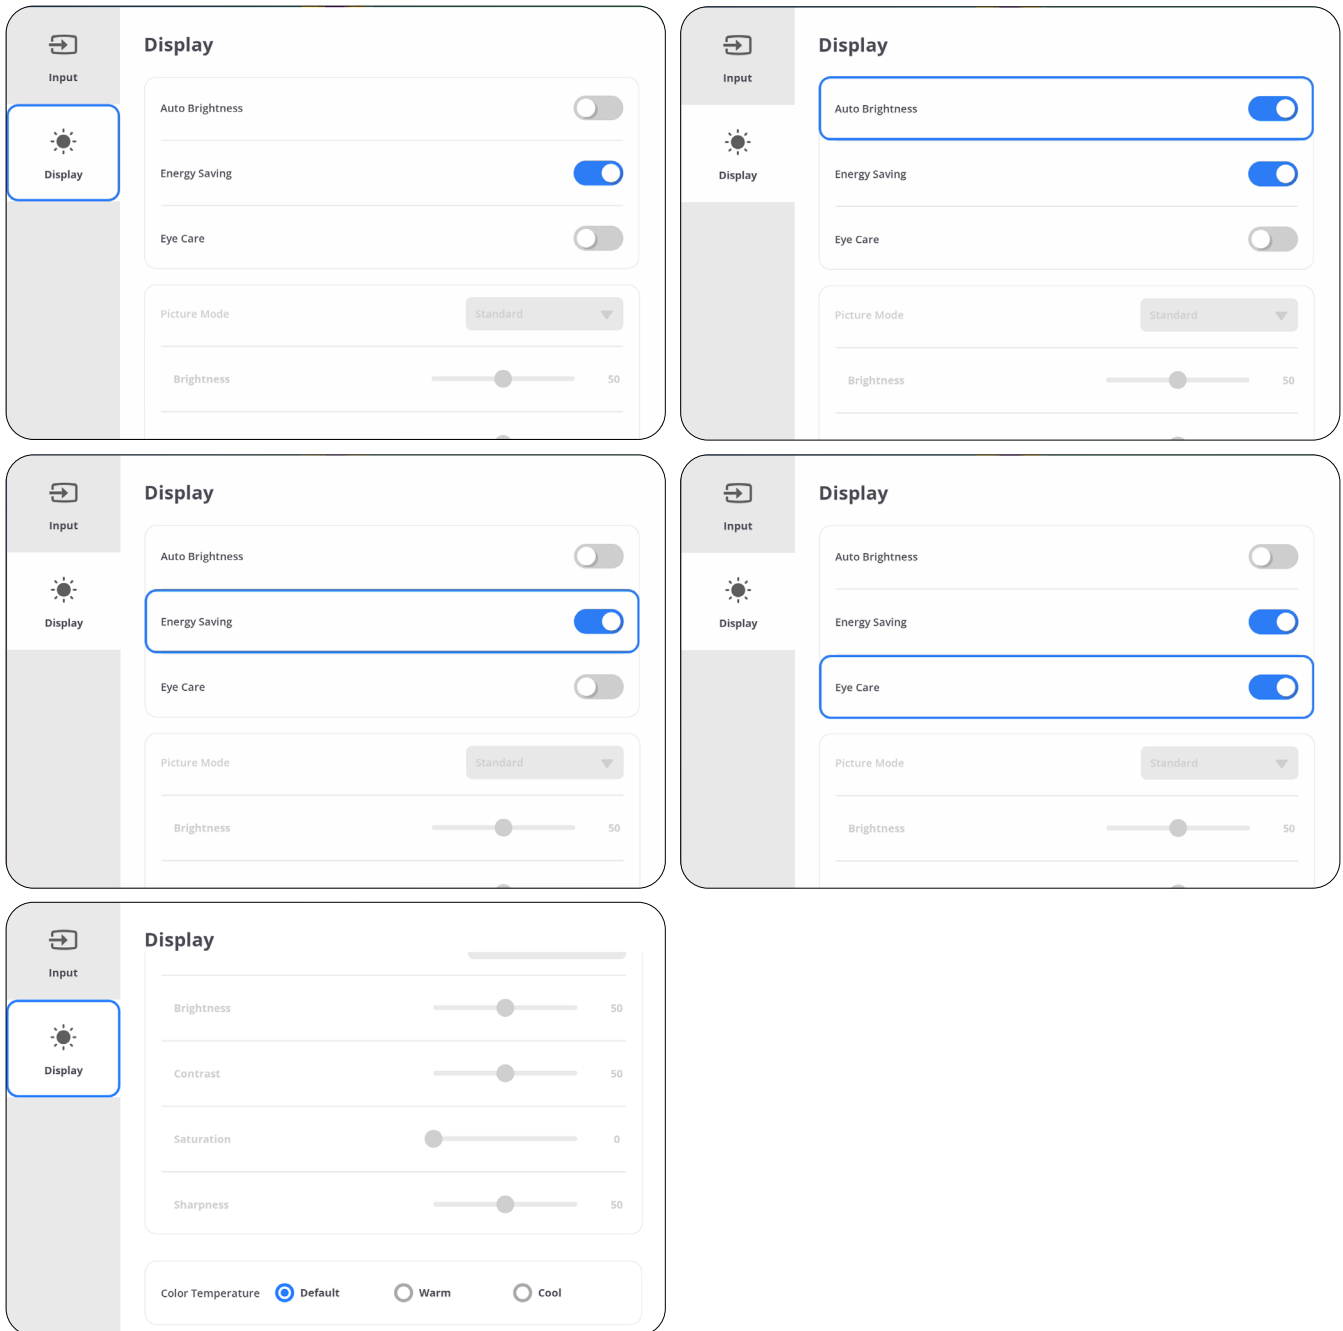 Input
Display
Display
Auto Brightness
Energy Saving
Eye Care
Picture Mode Standard
Brightness 50
Input
Display
Display
Auto Brightness
Energy Saving
Eye Care
Picture Mode Standard
Brightness 50
Input
Display
Display
Auto Brightness
Energy Saving
Eye Care
Picture Mode Standard
Brightness 50
Input
Display
Display
Auto Brightness
Energy Saving
Eye Care
Picture Mode Standard
Brightness 50
Input
Display
Display
Brightness 50
Contrast 50
Saturation 0
Sharpness 50
Color Temperature Default Warm Cool